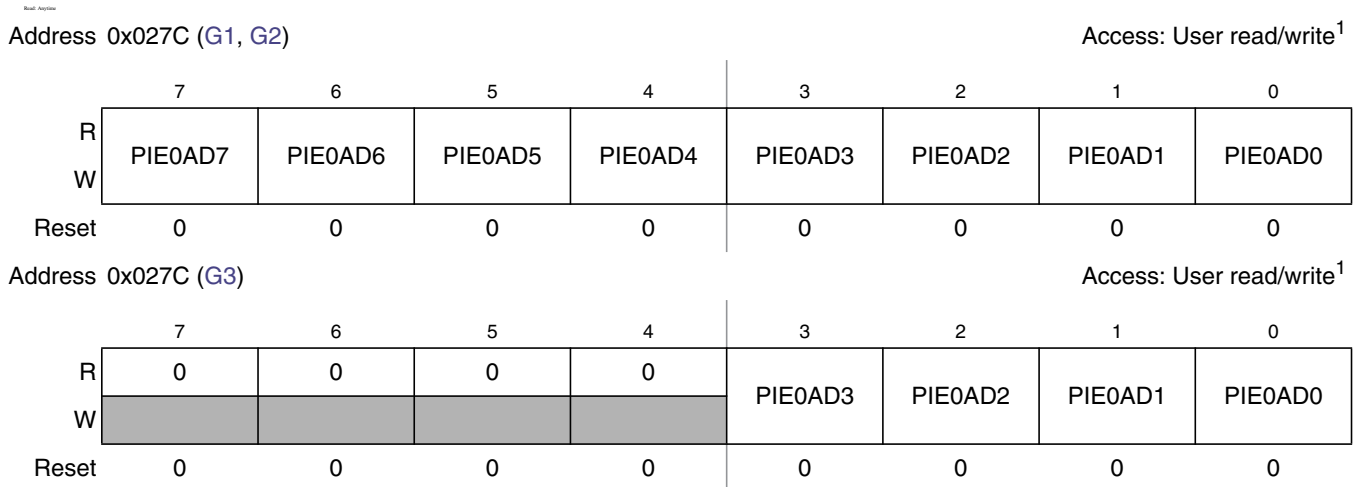 Read: Anytime
Address 0x027C (G1, G2) Access: User read/write1
7 6 5 4 3 2 1 0
R
W
PIE0AD7 PIE0AD6 PIE0AD5 PIE0AD4 PIE0AD3 PIE0AD2 PIE0AD1 PIE0AD0
Reset 0 0 0 0 0 0 0 0
Address 0x027C (G3) Access: User read/write1
7 6 5 4 3 2 1 0
R 0 0 0 0
PIE0AD3 PIE0AD2 PIE0AD1 PIE0AD0
W
Reset 0 0 0 0 0 0 0 0